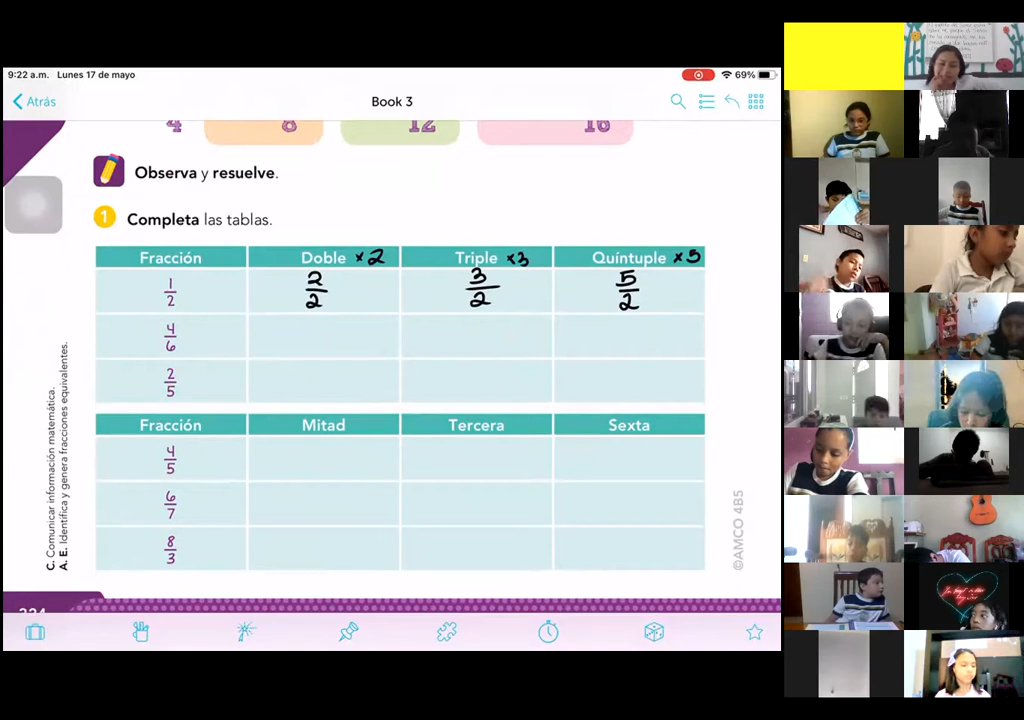 9:22 a.m. Lunes 17 de mayo 69%
Atrás Book 3
4 8 12 16
Observa y resuelve.
1 Completa las tablas.
Fracción Doble ×2 Triple ×3 Quíntuple ×5
1/2 2/2 3/2 5/2
4/6
2/5
Fracción Mitad Tercera Sexta
4/5
6/7
8/3
C. Comunicar información matemática.
A. E. Identifica y genera fracciones equivalentes.
©AMCO 4B5